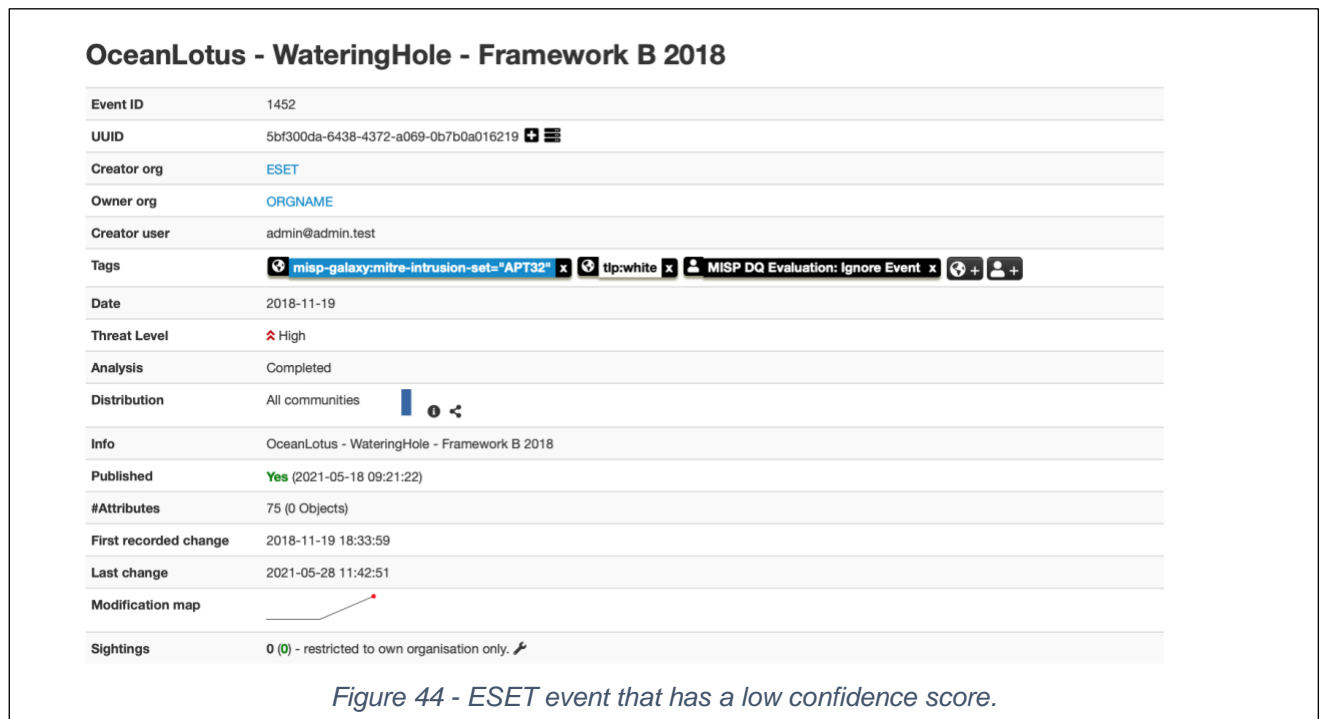 OceanLotus - WateringHole - Framework B 2018
Event ID 1452
UUID 5bf300da-6438-4372-a069-0b7b0a016219
Creator org ESET
Owner org ORGNAME
Creator user admin@admin.test
Tags misp-galaxy:mitre-intrusion-set="APT32" x tlp:white x MISP DQ Evaluation: Ignore Event x + +
Date 2018-11-19
Threat Level High
Analysis Completed
Distribution All communities
Info OceanLotus - WateringHole - Framework B 2018
Published Yes (2021-05-18 09:21:22)
#Attributes 75 (0 Objects)
First recorded change 2018-11-19 18:33:59
Last change 2021-05-28 11:42:51
Modification map
Sightings 0 (0) - restricted to own organisation only.
Figure 44 - ESET event that has a low confidence score.